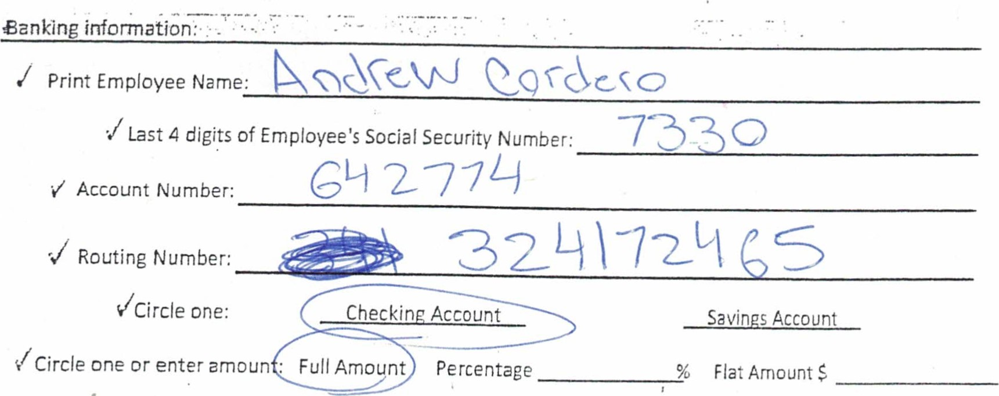 Banking information:
✓ Print Employee Name: Andrew Cordero
✓ Last 4 digits of Employee's Social Security Number: 7330
✓ Account Number: 642774
✓ Routing Number: 324172465
✓ Circle one: Checking Account Savings Account
✓ Circle one or enter amount: Full Amount Percentage ____ % Flat Amount $ ____